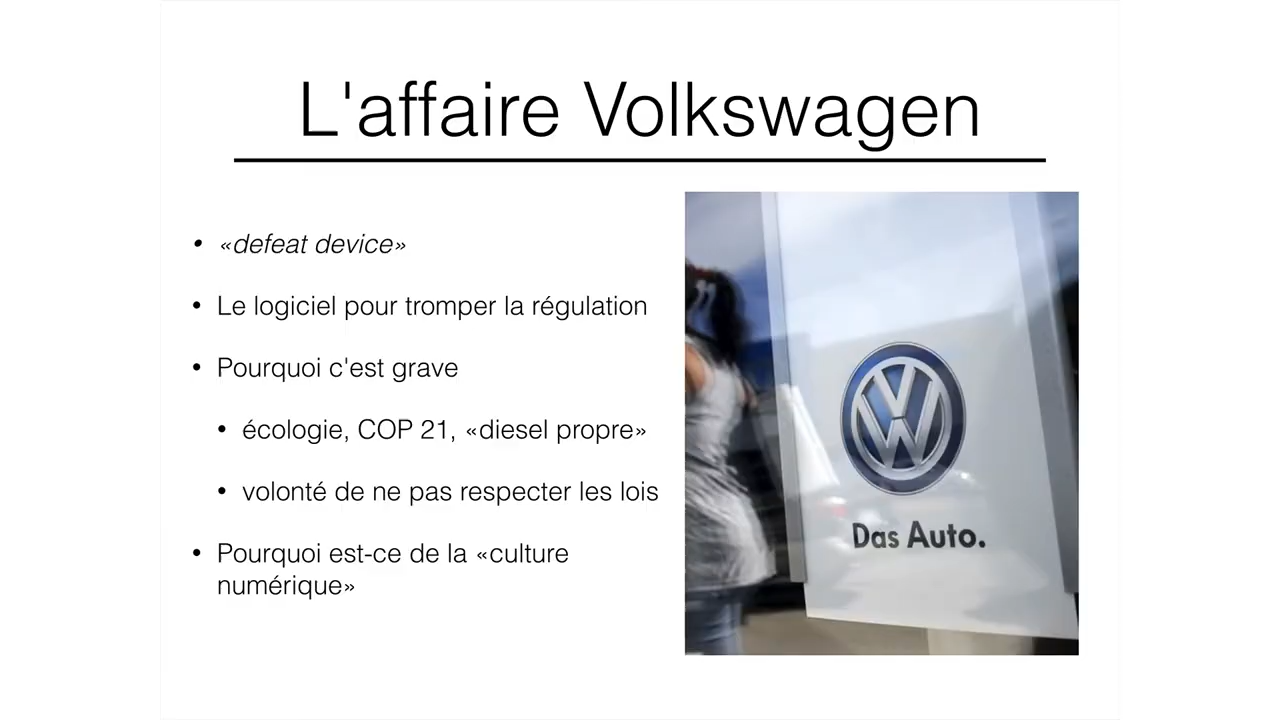 L'affaire Volkswagen
• «defeat device»
• Le logiciel pour tromper la régulation
• Pourquoi c'est grave
• écologie, COP 21, «diesel propre»
• volonté de ne pas respecter les lois
• Pourquoi est-ce de la «culture
numérique»
VW
Das Auto.